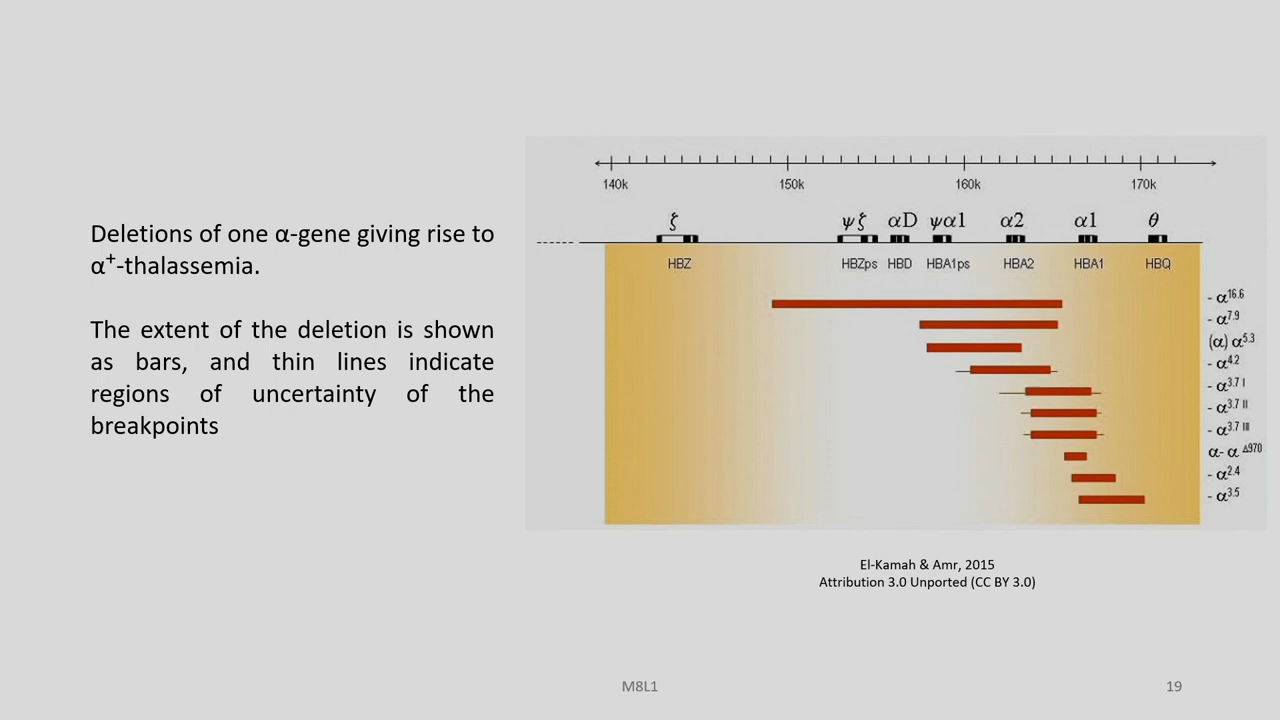 Deletions of one α-gene giving rise to
α⁺-thalassemia.
The extent of the deletion is shown
as bars, and thin lines indicate
regions of uncertainty of the
breakpoints
140k 150k 160k 170k
ζ ψζ αD ψα1 α2 α1 θ
HBZ HBZps HBD HBA1ps HBA2 HBA1 HBQ
- α16.6
- α7.9
(α) α5.3
- α4.2
- α3.7 I
- α3.7 II
- α3.7 III
α- α Δ970
- α2.4
- α3.5
El-Kamah & Amr, 2015
Attribution 3.0 Unported (CC BY 3.0)
M8L1 19